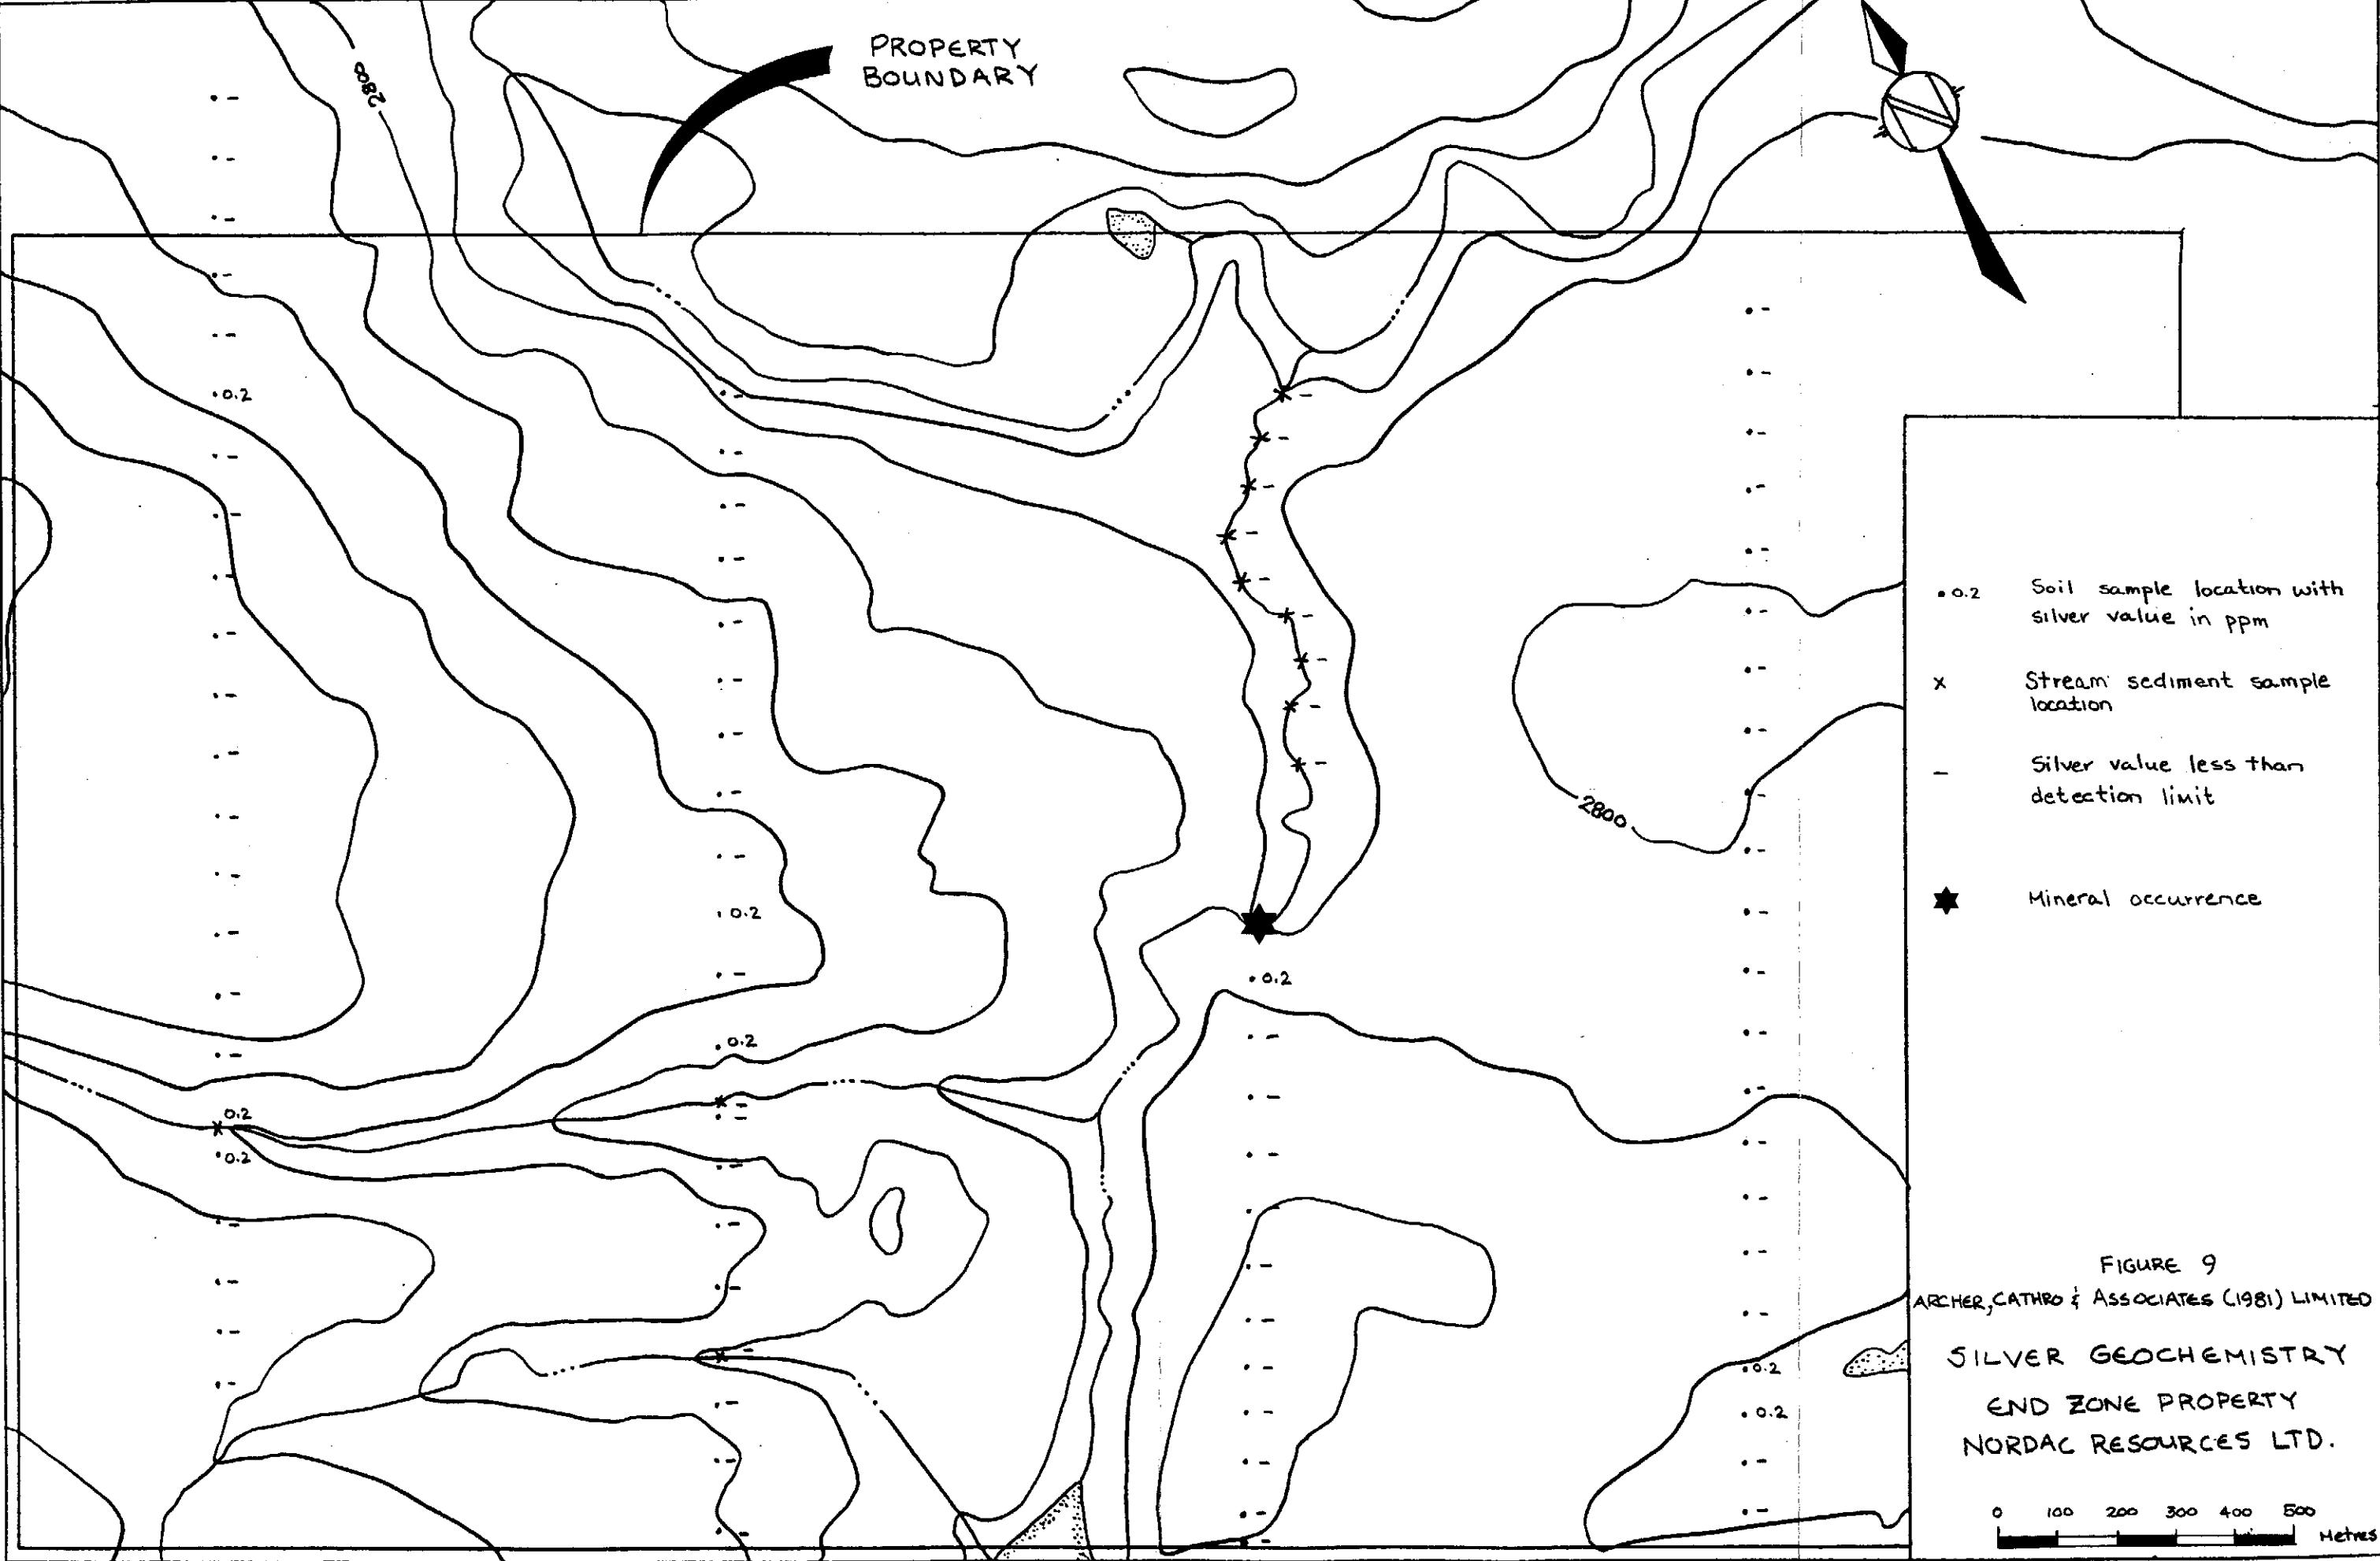 PROPERTY
BOUNDARY
2800
0.2
0.2
0.2
0.2
0.2
0.2
0.2
0.2
2800
• 0.2 Soil sample location with
silver value in ppm
x Stream sediment sample
location
– Silver value less than
detection limit
Mineral occurrence
FIGURE 9
ARCHER, CATHRO & ASSOCIATES (1981) LIMITED
SILVER GEOCHEMISTRY
END ZONE PROPERTY
NORDAC RESOURCES LTD.
0 100 200 300 400 500
Metres